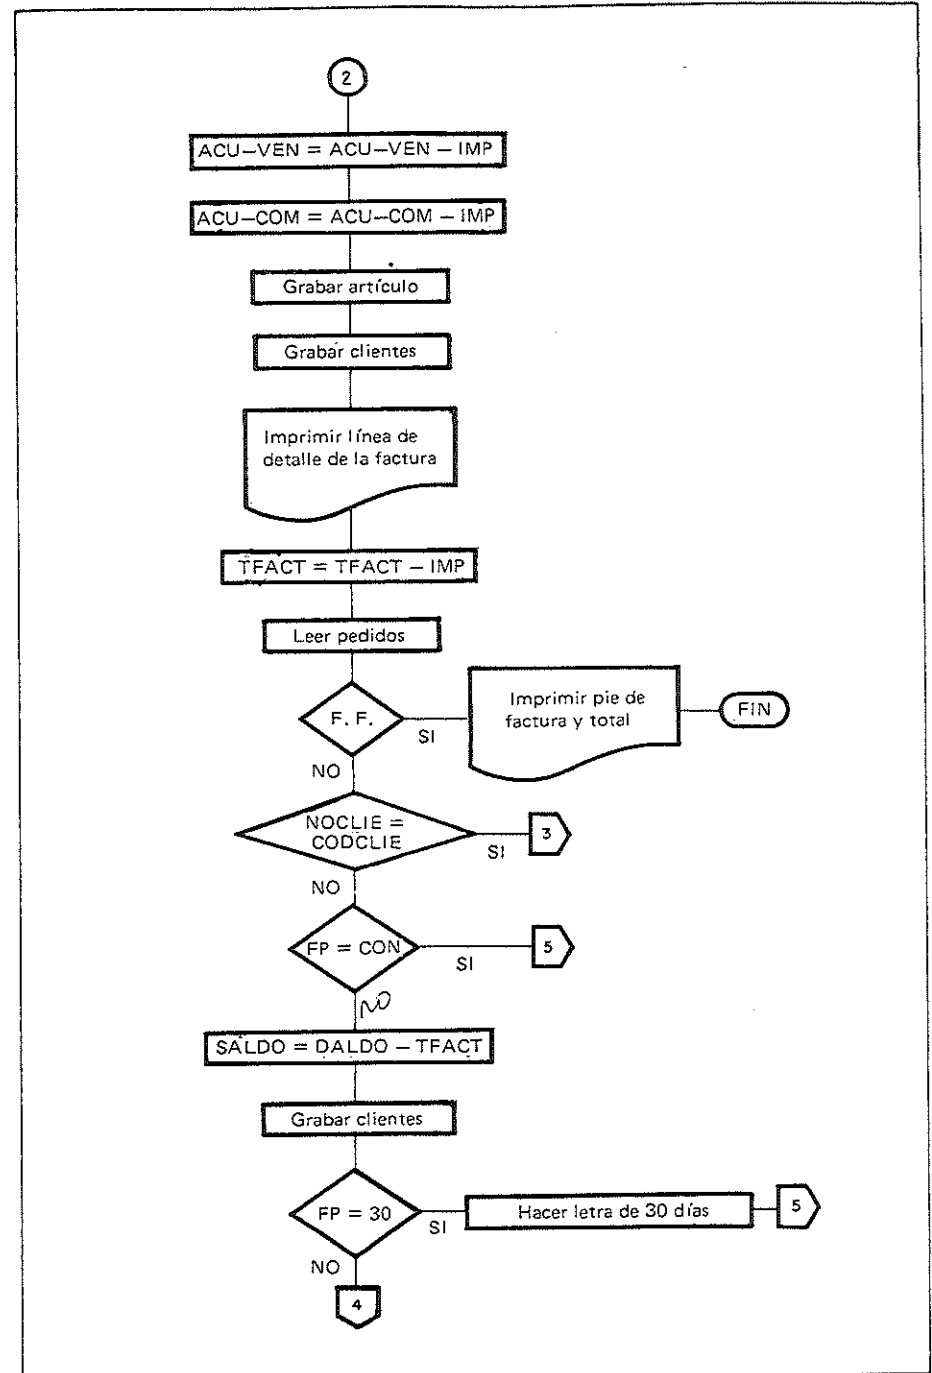 2
ACU—VEN = ACU—VEN — IMP
ACU—COM = ACU—COM — IMP
Grabar artículo
Grabar clientes
Imprimir línea de
detalle de la factura
TFACT = TFACT — IMP
Leer pedidos
F. F.
SI
Imprimir pie de
factura y total
FIN
NO
NOCLIE =
CODCLIE
SI
3
NO
FP = CON
SI
5
NO
SALDO = DALDO — TFACT
Grabar clientes
FP = 30
SI
Hacer letra de 30 días
5
NO
4